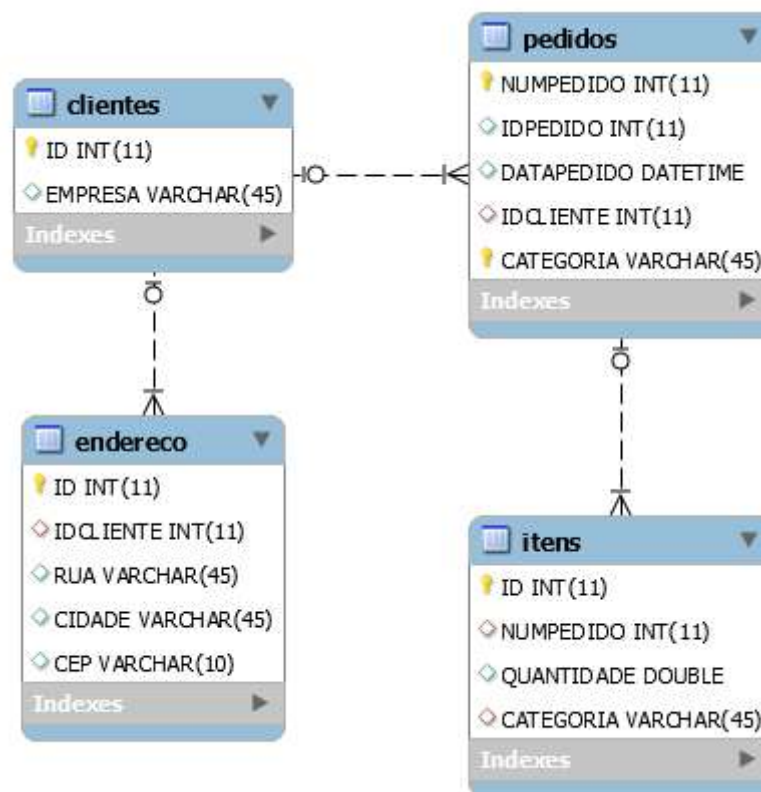 clientes
ID INT(11)
EMPRESA VARCHAR(45)
Indexes
pedidos
NUMPEDIDO INT(11)
IDPEDIDO INT(11)
DATAPEDIDO DATETIME
IDCLIENTE INT(11)
CATEGORIA VARCHAR(45)
Indexes
endereco
ID INT(11)
IDCLIENTE INT(11)
RUA VARCHAR(45)
CIDADE VARCHAR(45)
CEP VARCHAR(10)
Indexes
itens
ID INT(11)
NUMPEDIDO INT(11)
QUANTIDADE DOUBLE
CATEGORIA VARCHAR(45)
Indexes